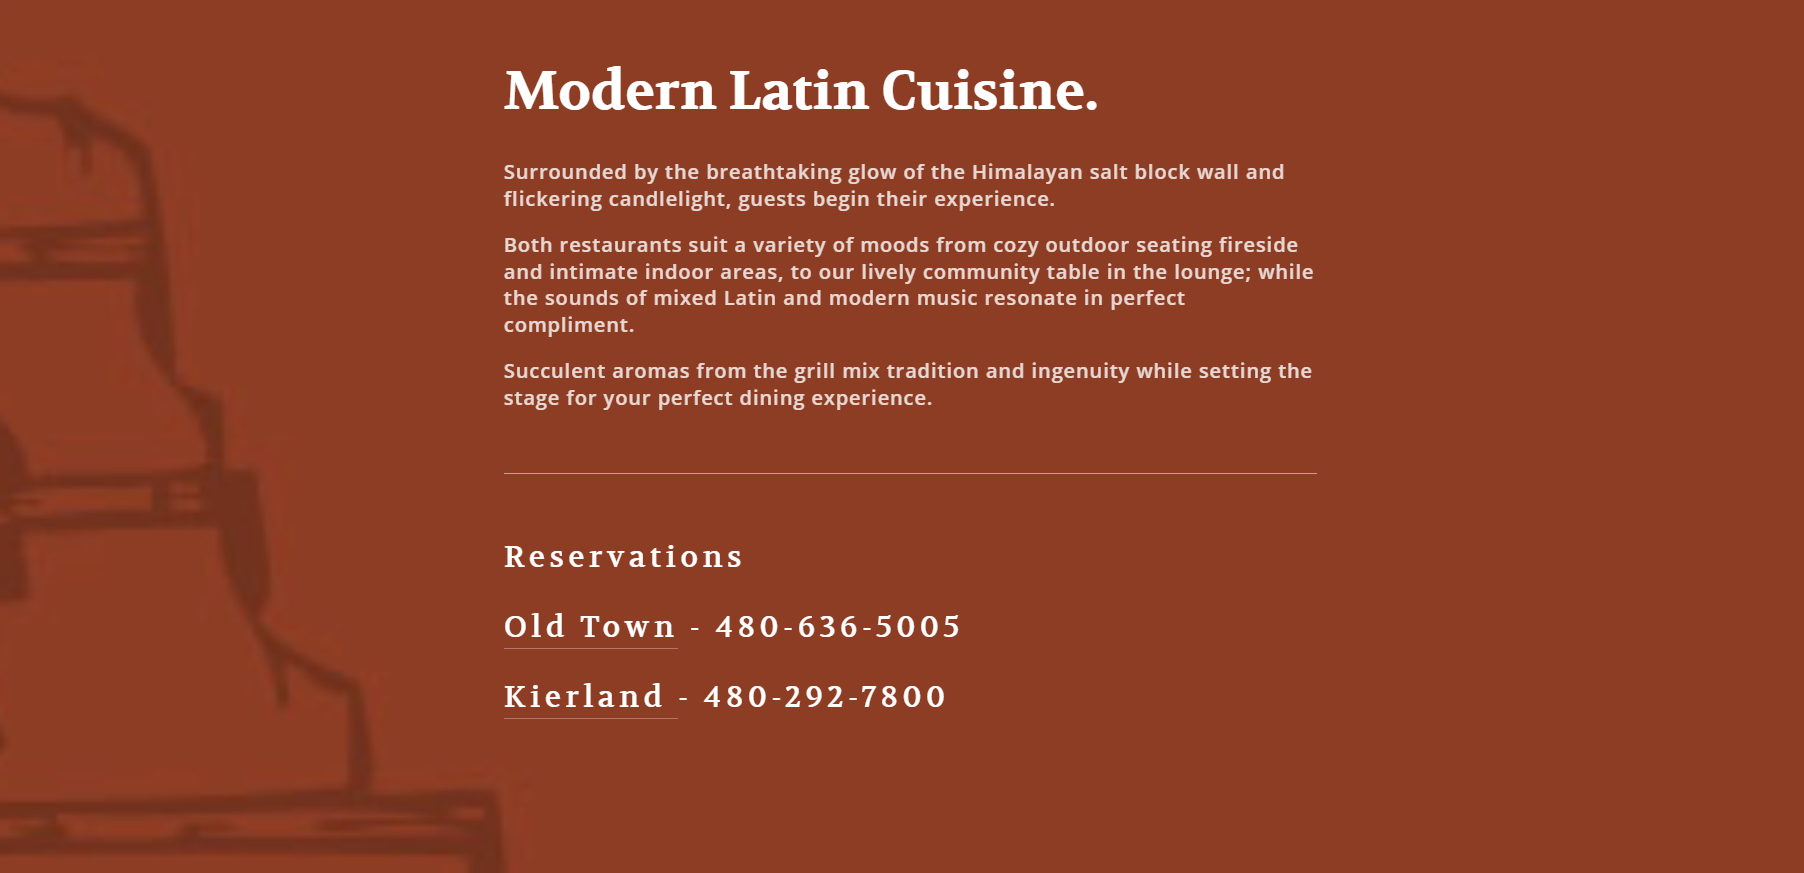 Modern Latin Cuisine.
Surrounded by the breathtaking glow of the Himalayan salt block wall and
flickering candlelight, guests begin their experience.
Both restaurants suit a variety of moods from cozy outdoor seating fireside
and intimate indoor areas, to our lively community table in the lounge; while
the sounds of mixed Latin and modern music resonate in perfect
compliment.
Succulent aromas from the grill mix tradition and ingenuity while setting the
stage for your perfect dining experience.
Reservations
Old Town - 480-636-5005
Kierland - 480-292-7800